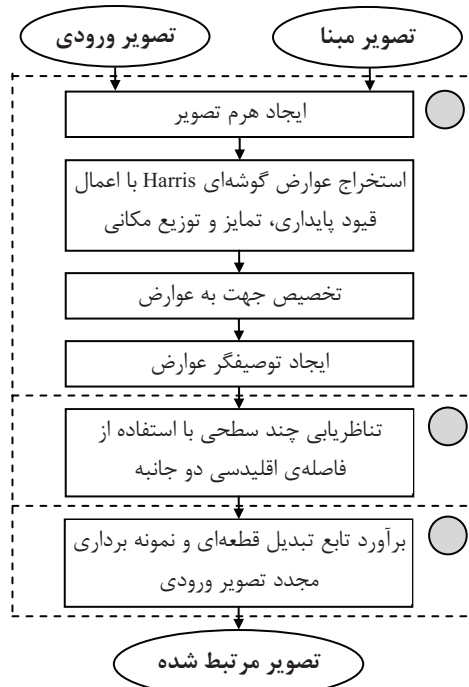 تصویر مبنا
تصویر ورودی
ایجاد هرم تصویر
استخراج عوارض گوشه‌ای Harris با اعمال
قیود پایداری، تمایز و توزیع مکانی
تخصیص جهت به عوارض
ایجاد توصیفگر عوارض
تناظریابی چند سطحی با استفاده از
فاصله‌ی اقلیدسی دو جانبه
برآورد تابع تبدیل قطعه‌ای و نمونه برداری
مجدد تصویر ورودی
تصویر مرتبط شده